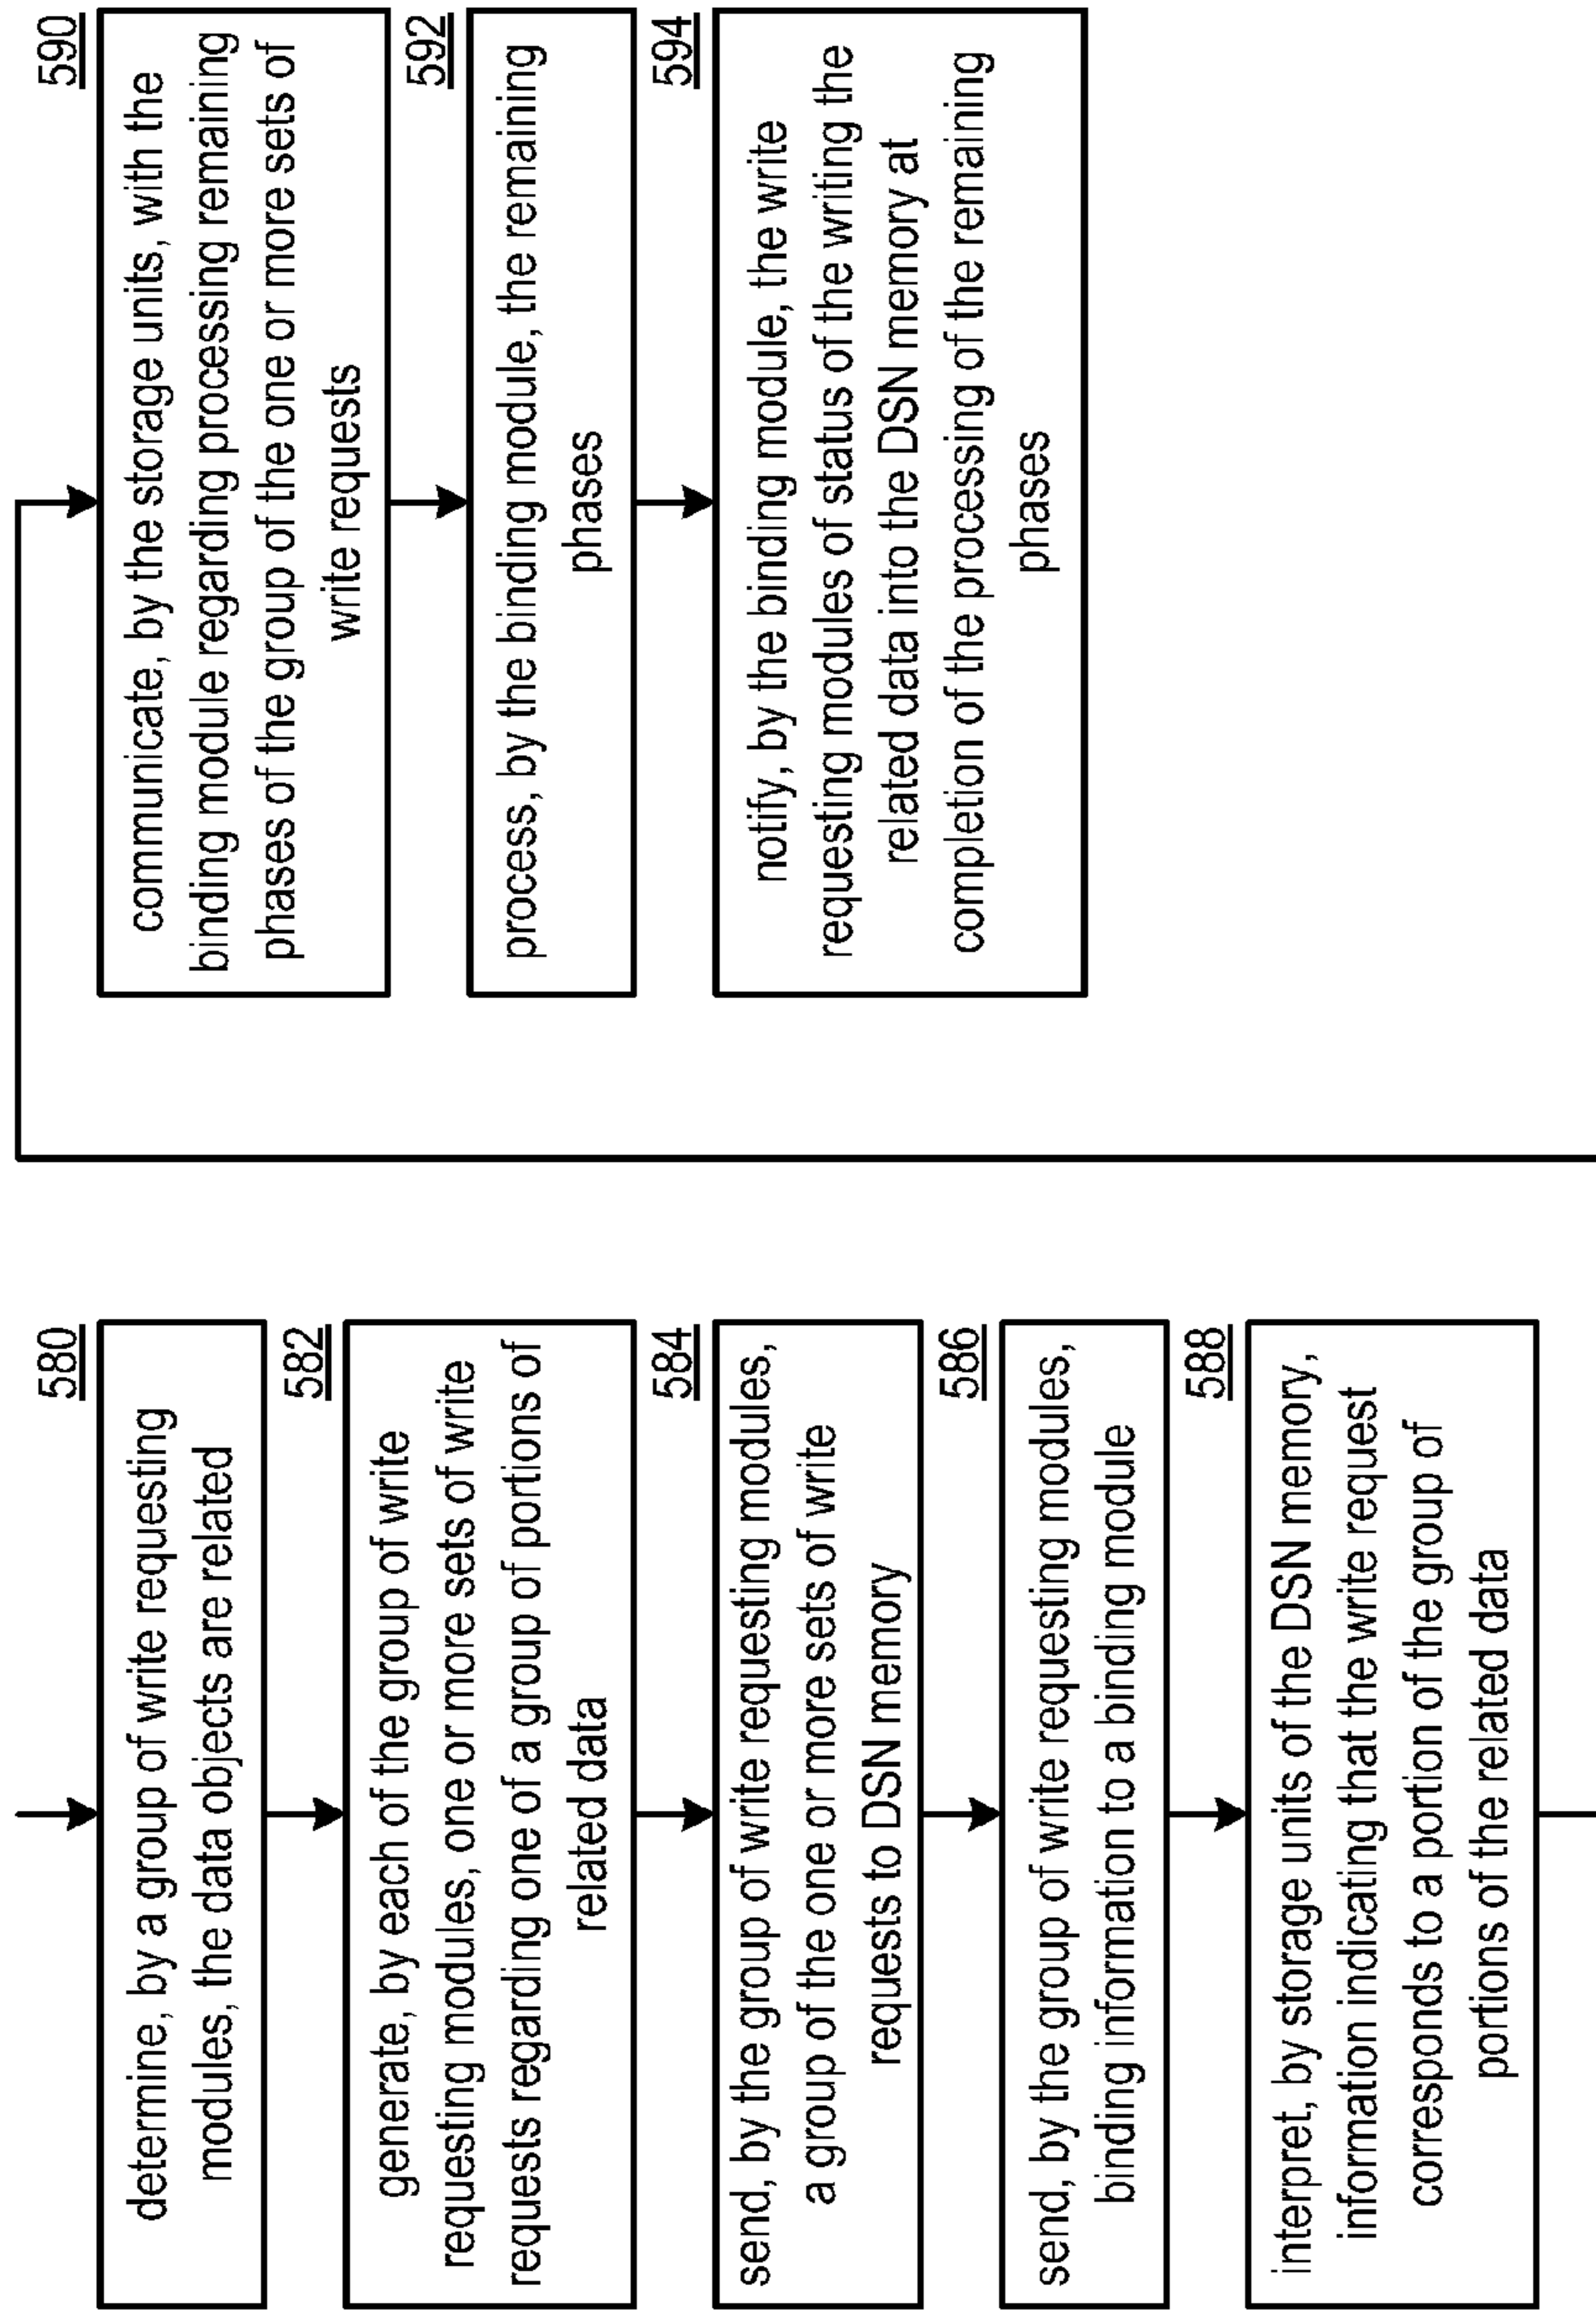 580
determine, by a group of write requesting
modules, the data objects are related
582
generate, by each of the group of write
requesting modules, one or more sets of write
requests regarding one of a group of portions of
related data
584
send, by the group of write requesting modules,
a group of the one or more sets of write
requests to DSN memory
586
send, by the group of write requesting modules,
binding information to a binding module
588
interpret, by storage units of the DSN memory,
information indicating that the write request
corresponds to a portion of the group of
portions of the related data
590
communicate, by the storage units, with the
binding module regarding processing remaining
phases of the group of the one or more sets of
write requests
592
process, by the binding module, the remaining
phases
594
notify, by the binding module, the write
requesting modules of status of the writing the
related data into the DSN memory at
completion of the processing of the remaining
phases